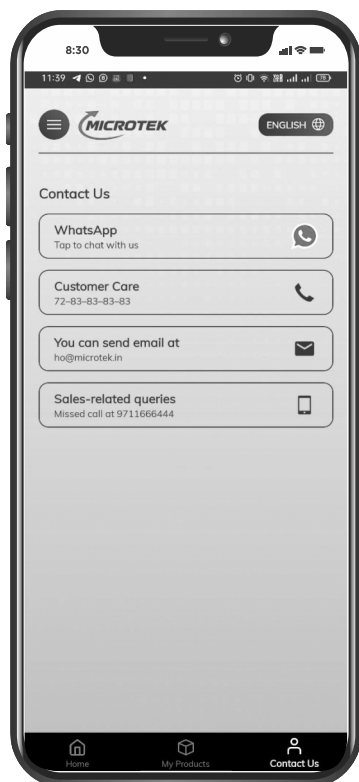 8:30
11:39
MICROTEK
ENGLISH
Contact Us
WhatsApp
Tap to chat with us
Customer Care
72-83-83-83-83
You can send email at
ho@microtek.in
Sales-related queries
Missed call at 9711666444
Home
My Products
Contact Us